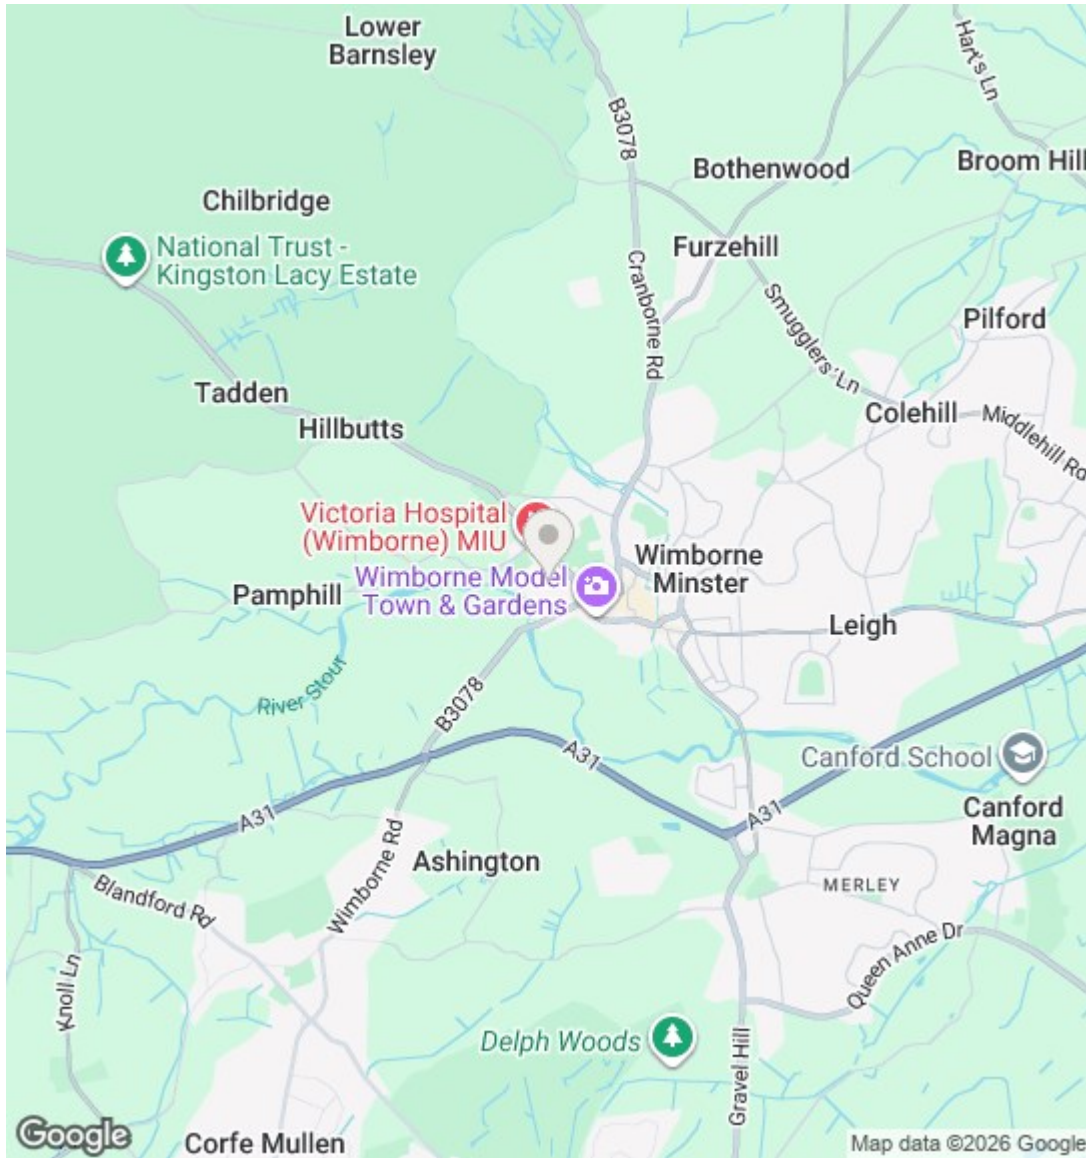 Lower
Barnsley
Hart's Ln
B3078
Bothenwood
Broom Hill
Chilbridge
National Trust -
Kingston Lacy Estate
Furzehill
Cranborne Rd
Smugglers' Ln
Pilford
Tadden
Hillbutts
Colehill
Middlehill Rd
Victoria Hospital
(Wimborne) MIU
Wimborne
Minster
Wimborne Model
Town & Gardens
Pamphill
Leigh
River Stour
B3078
A31
Canford School
A31
A31
Canford
Magna
Ashington
Wimborne Rd
MERLEY
Blandford Rd
Queen Anne Dr
Knoll Ln
Delph Woods
Gravel Hill
Corfe Mullen
Google
Map data ©2026 Google